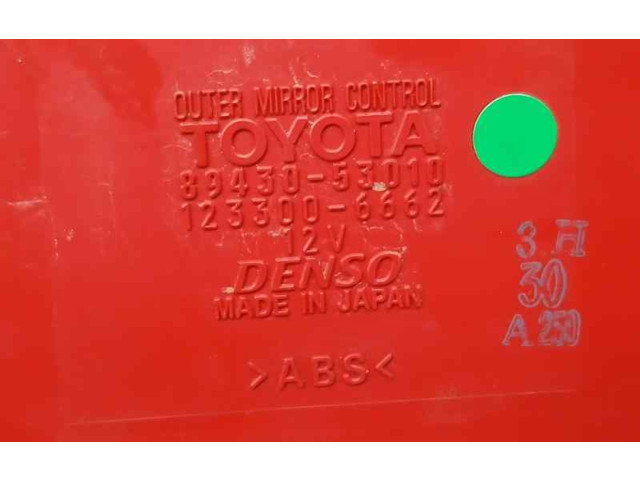 OUTER MIRROR CONTROL
TOYOTA
89430-53010
123300-6662
12V
DENSO
MADE IN JAPAN
>ABS<
3 H
30
A 250